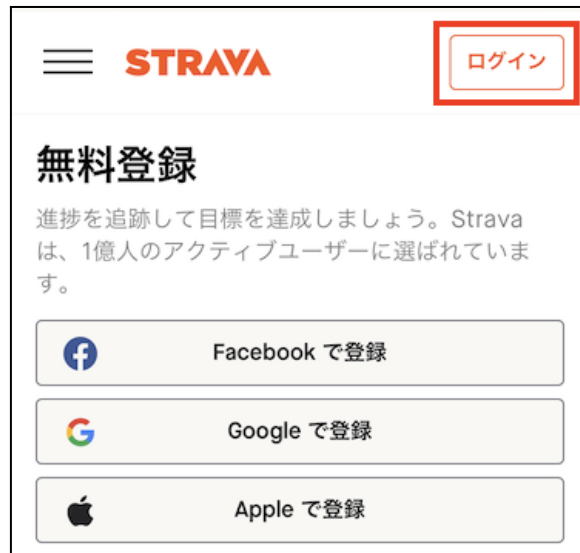 STRAVA
ログイン
無料登録
進捗を追跡して目標を達成しましょう。Strava
は、1億人のアクティブユーザーに選ばれていま
す。
Facebook で登録
Google で登録
Apple で登録